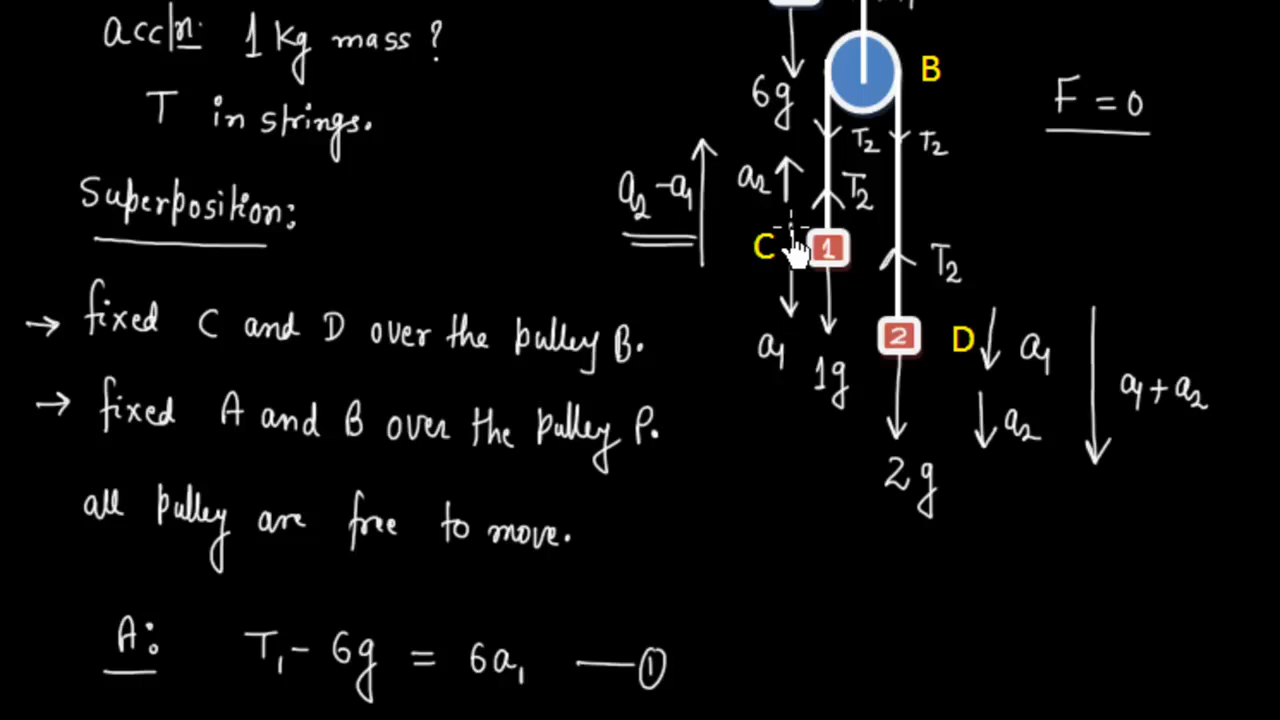 accln. 1 kg mass ?
T in strings.
Superposition:
→ fixed C and D over the pulley B.
→ fixed A and B over the pulley P.
all pulley are free to move.
A: T₁ - 6g = 6a₁ —①
6g
B
F = 0
T₂
T₂
a₂ - a₁
a₂
T₂
C
1
T₂
a₁
1g
2
D
a₁
a₂
a₁ + a₂
2g